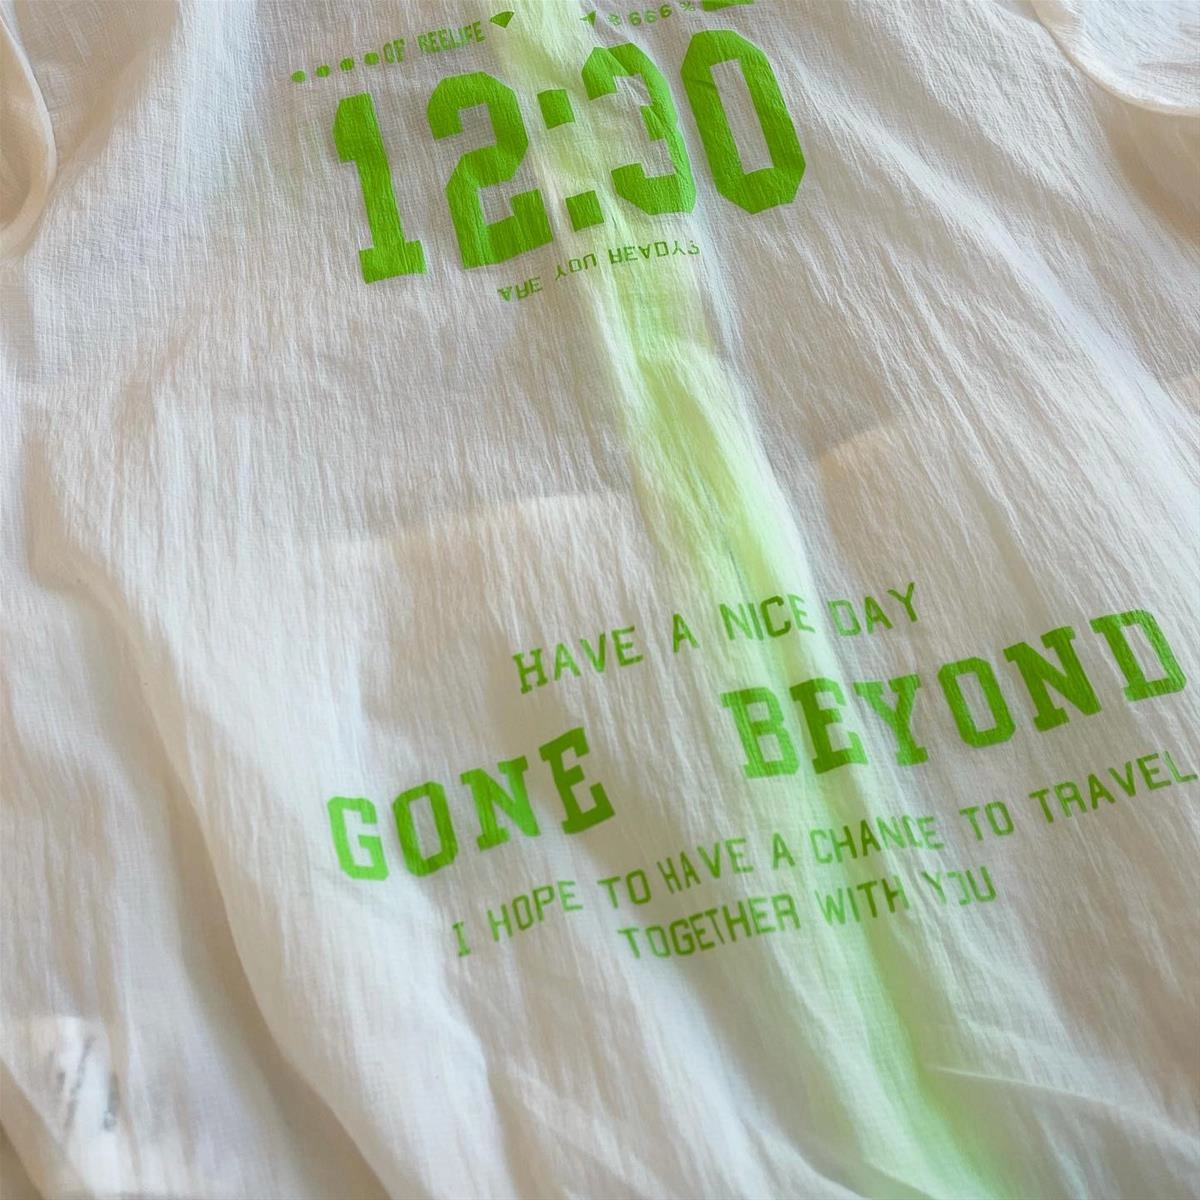 OF REELIFE
12:30
ARE YOU READY?
HAVE A NICE DAY
GONE BEYOND
I HOPE TO HAVE A CHANCE TO TRAVEL
TOGETHER WITH YOU